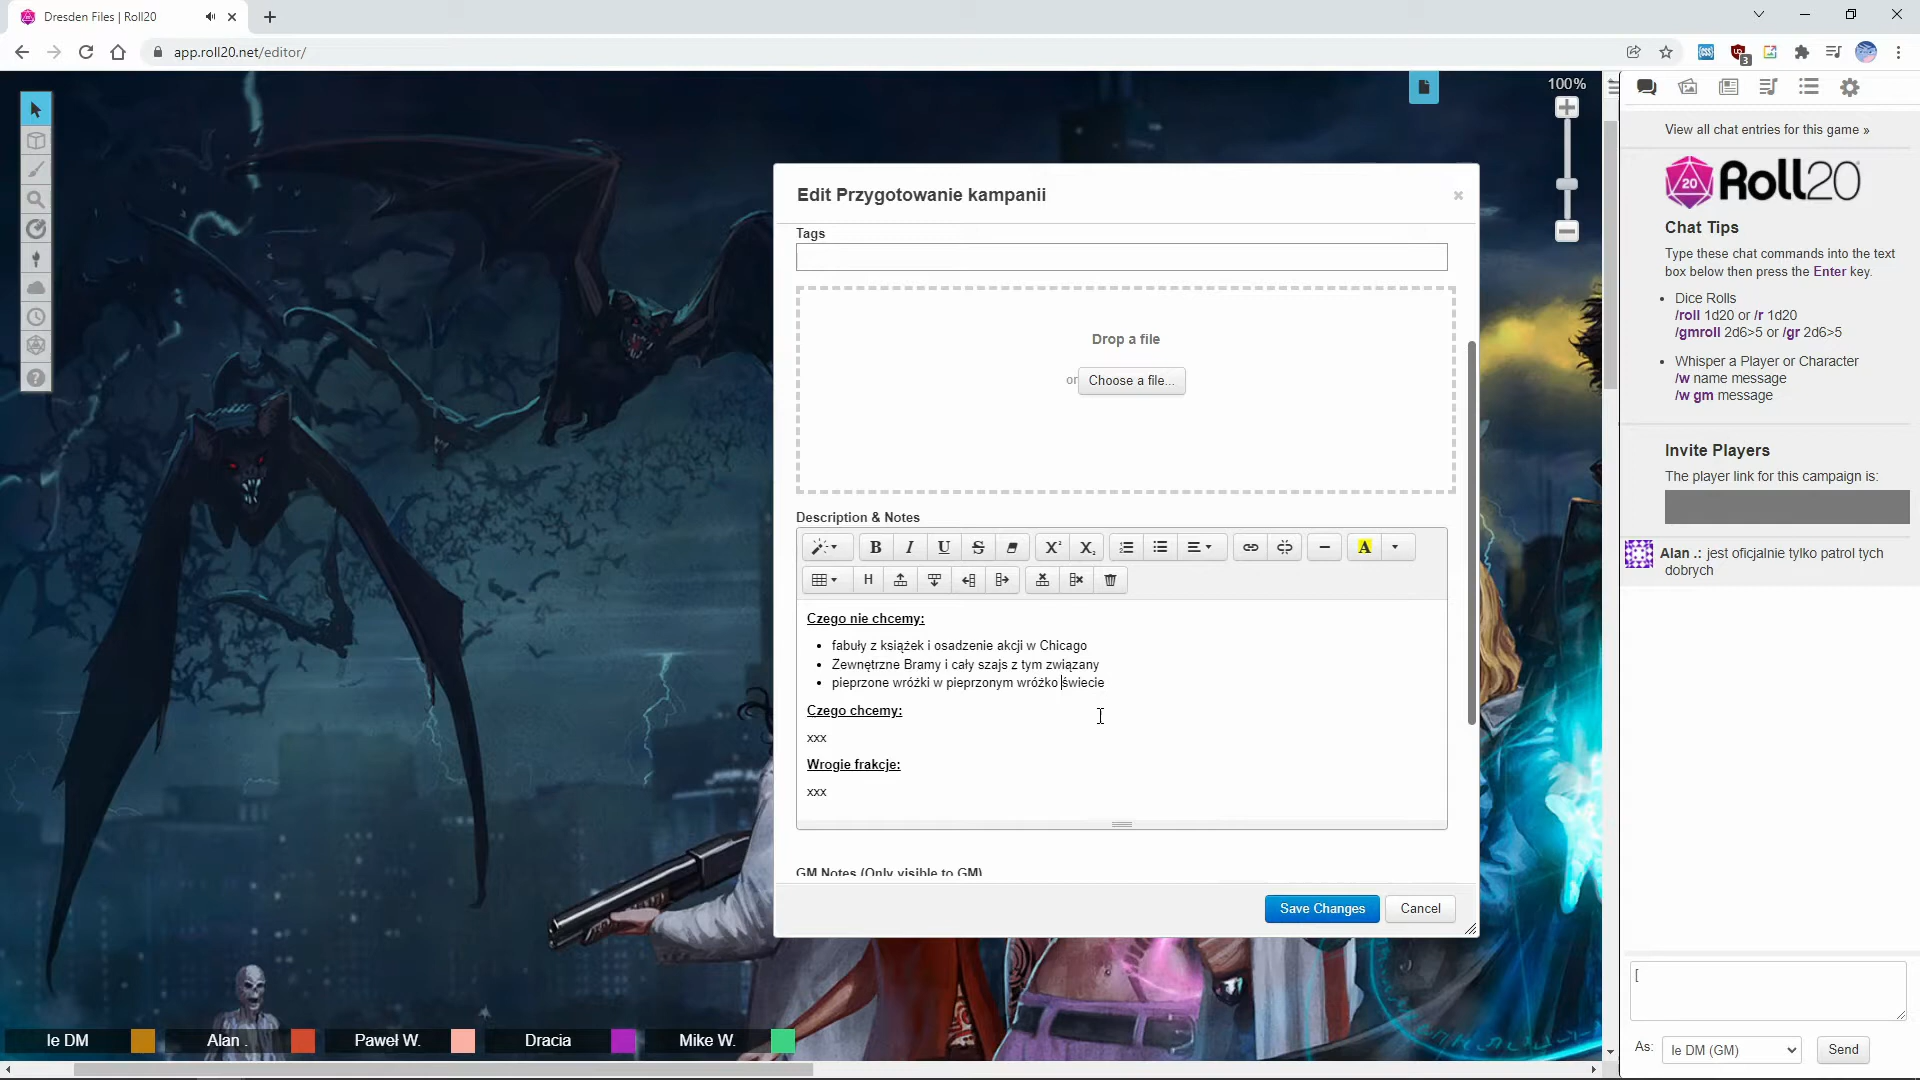 Dresden Files | Roll20
app.roll20.net/editor/
3
100%
View all chat entries for this game »
20
Roll20
Chat Tips
Type these chat commands into the text
box below then press the Enter key.
Dice Rolls
/roll 1d20 or /r 1d20
/gmroll 2d6>5 or /gr 2d6>5
Whisper a Player or Character
/w name message
/w gm message
Invite Players
The player link for this campaign is:
Alan .: jest oficjalnie tylko patrol tych
dobrych
[
As:
le DM (GM)
Send
Edit Przygotowanie kampanii
×
Tags
Drop a file
or
Choose a file...
Description & Notes
B I U S X² X₂ A
H
Czego nie chcemy:
fabuły z książek i osadzenie akcji w Chicago
Zewnętrzne Bramy i cały szajs z tym związany
pieprzone wróżki w pieprzonym wróżko świecie
Czego chcemy:
xxx
Wrogie frakcje:
xxx
GM Notes (Only visible to GM)
Save Changes
Cancel
le DM
Alan .
Paweł W.
Dracia
Mike W.